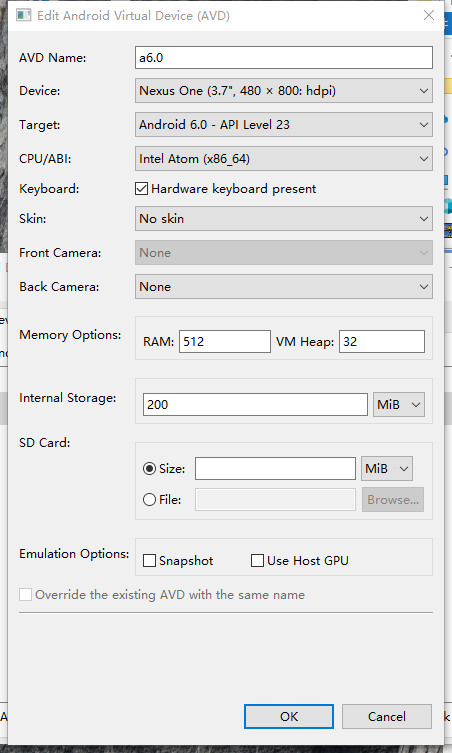 Edit Android Virtual Device (AVD)
AVD Name: a6.0
Device: Nexus One (3.7", 480 × 800: hdpi)
Target: Android 6.0 - API Level 23
CPU/ABI: Intel Atom (x86_64)
Keyboard: Hardware keyboard present
Skin: No skin
Front Camera: None
Back Camera: None
Memory Options: RAM: 512 VM Heap: 32
Internal Storage: 200 MiB
SD Card:
Size: MiB
File: Browse...
Emulation Options: Snapshot Use Host GPU
Override the existing AVD with the same name
OK Cancel